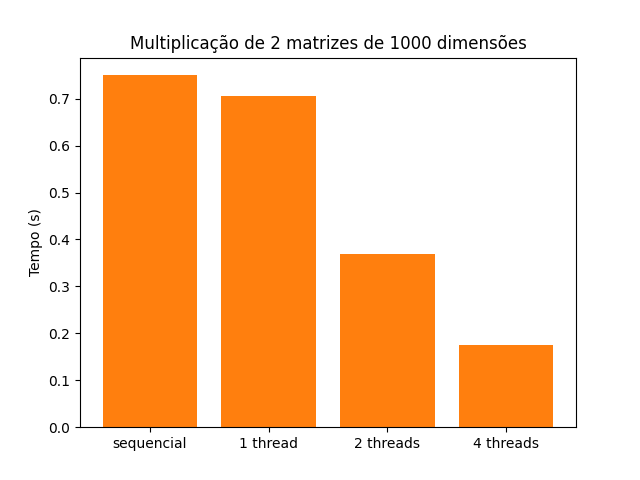 Multiplicação de 2 matrizes de 1000 dimensões
0.7
0.6
0.5
0.4
0.3
0.2
0.1
0.0
Tempo (s)
sequencial 1 thread 2 threads 4 threads